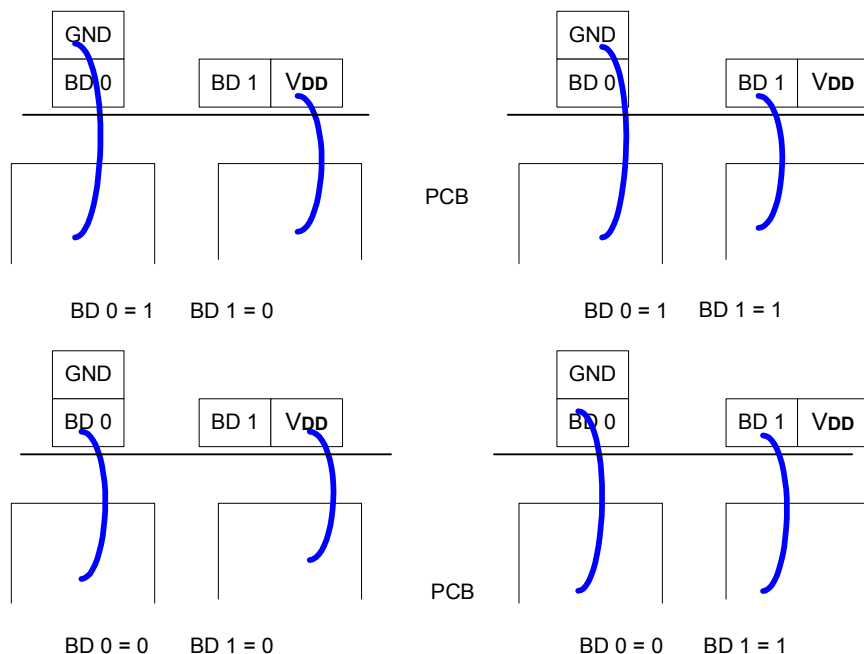 GND
GND
BD 0
BD 1
VDD
BD 0
BD 1
VDD
PCB
BD 0 = 1 BD 1 = 0
BD 0 = 1 BD 1 = 1
GND
GND
BD 0
BD 1
VDD
BD 0
BD 1
VDD
PCB
BD 0 = 0 BD 1 = 0
BD 0 = 0 BD 1 = 1